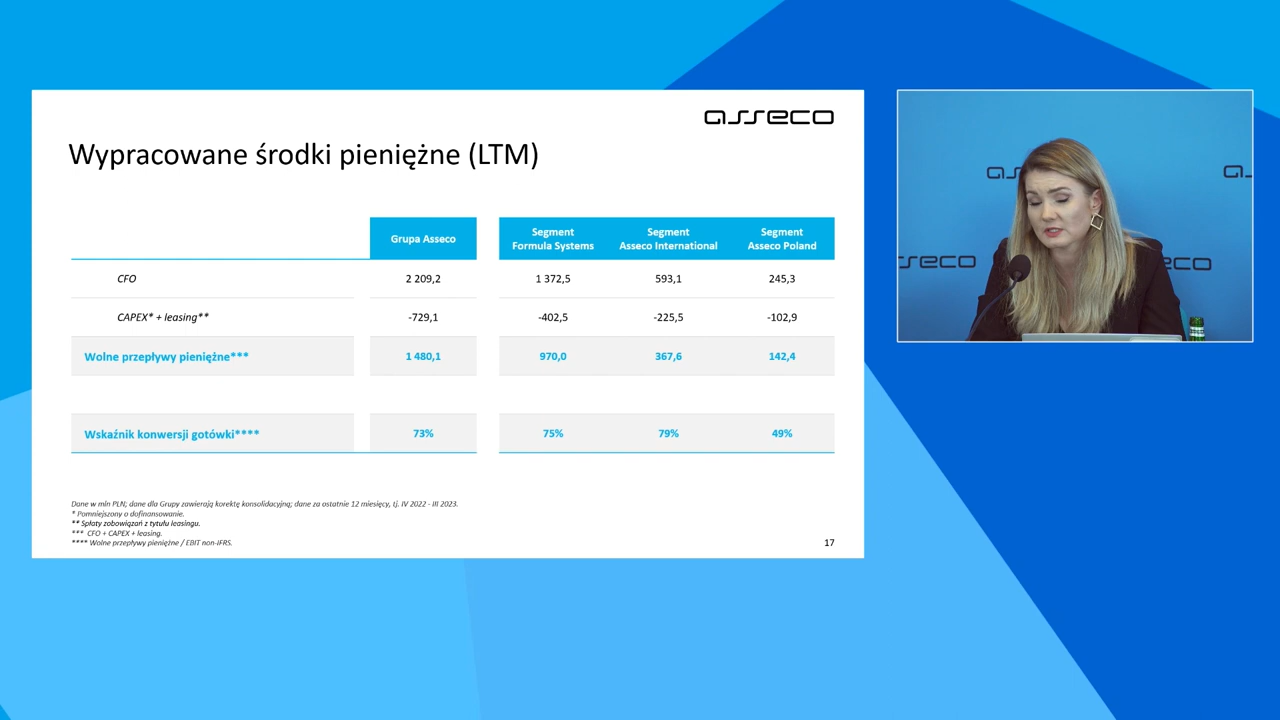 asseco
Wypracowane środki pieniężne (LTM)
Grupa Asseco
Segment
Formula Systems
Segment
Asseco International
Segment
Asseco Poland
CFO 2 209,2 1 372,5 593,1 245,3
CAPEX* + leasing** -729,1 -402,5 -225,5 -102,9
Wolne przepływy pieniężne*** 1 480,1 970,0 367,6 142,4
Wskaźnik konwersji gotówki**** 73% 75% 79% 49%
Dane w mln PLN; dane dla Grupy zawierają korektę konsolidacyjną; dane za ostatnie 12 miesięcy, tj. IV 2022 - III 2023.
* Pomniejszony o dofinansowanie.
** Spłaty zobowiązań z tytułu leasingu.
*** CFO + CAPEX + leasing.
**** Wolne przepływy pieniężne / EBIT non-IFRS.
17